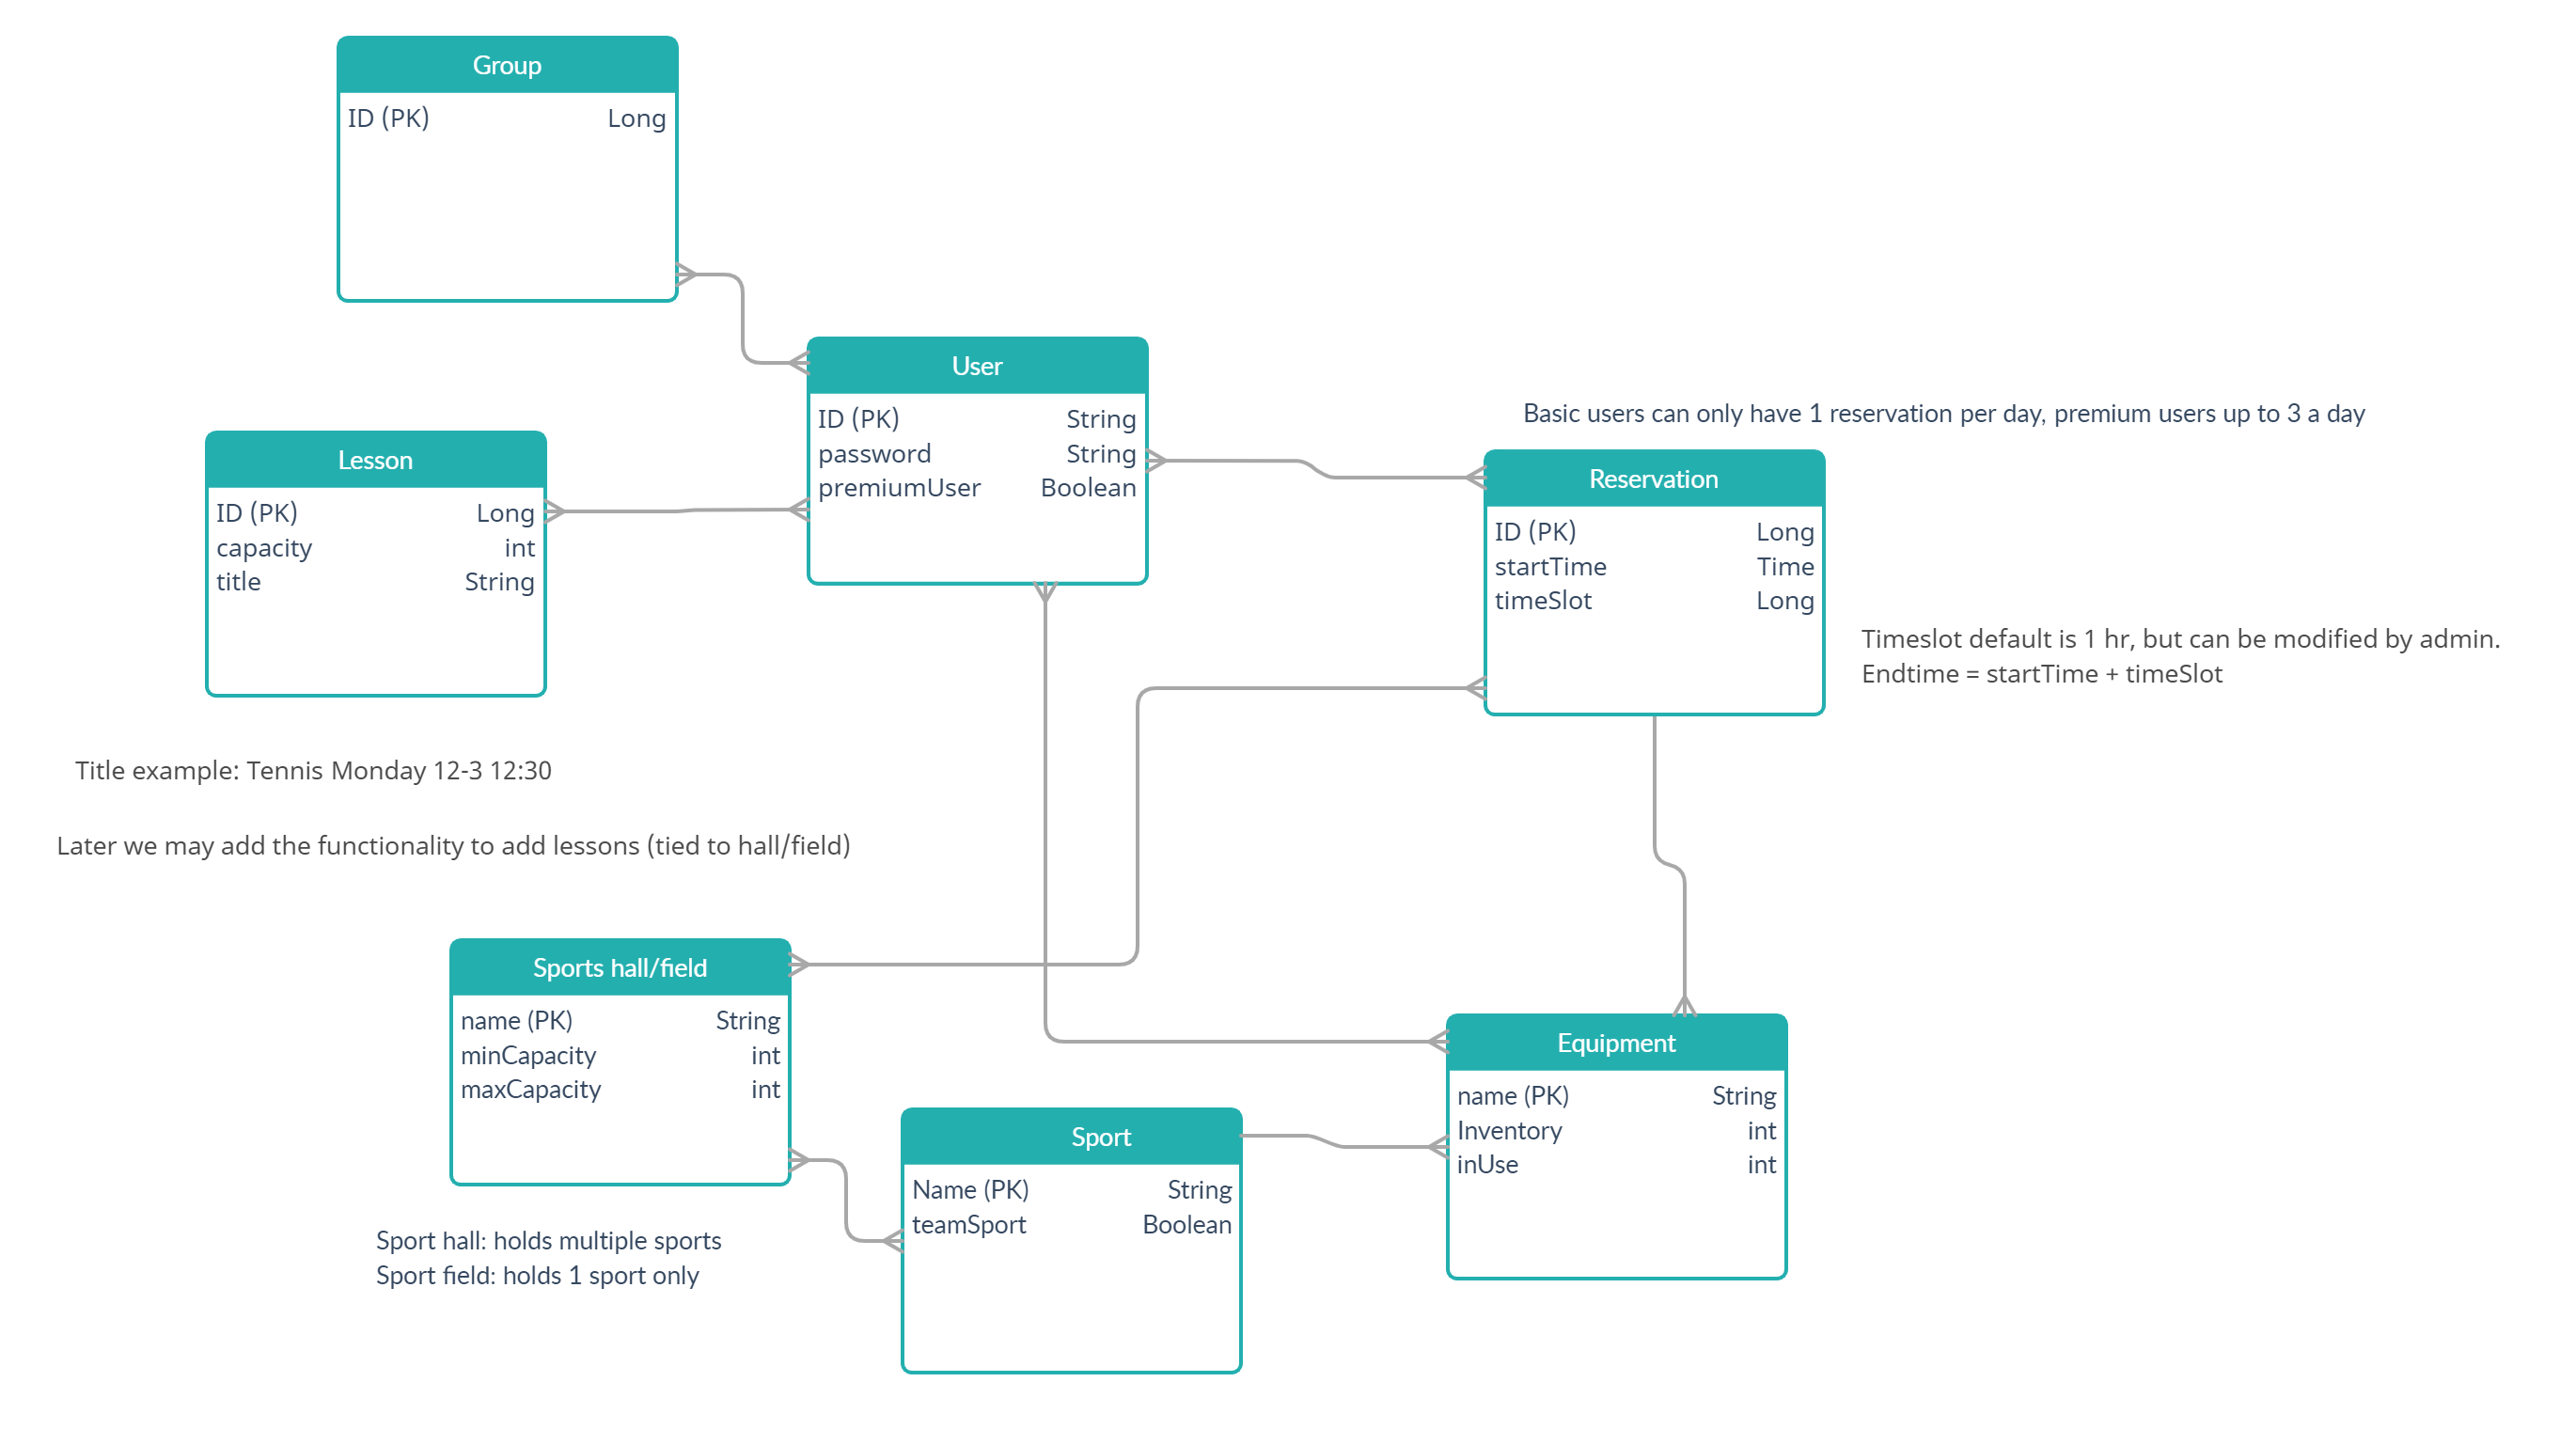 Group
ID (PK) Long
User
ID (PK) String
password String
premiumUser Boolean
Basic users can only have 1 reservation per day, premium users up to 3 a day
Lesson
ID (PK) Long
capacity int
title String
Reservation
ID (PK) Long
startTime Time
timeSlot Long
Timeslot default is 1 hr, but can be modified by admin.
Endtime = startTime + timeSlot
Title example: Tennis Monday 12-3 12:30
Later we may add the functionality to add lessons (tied to hall/field)
Sports hall/field
name (PK) String
minCapacity int
maxCapacity int
Equipment
name (PK) String
Inventory int
inUse int
Sport
Name (PK) String
teamSport Boolean
Sport hall: holds multiple sports
Sport field: holds 1 sport only